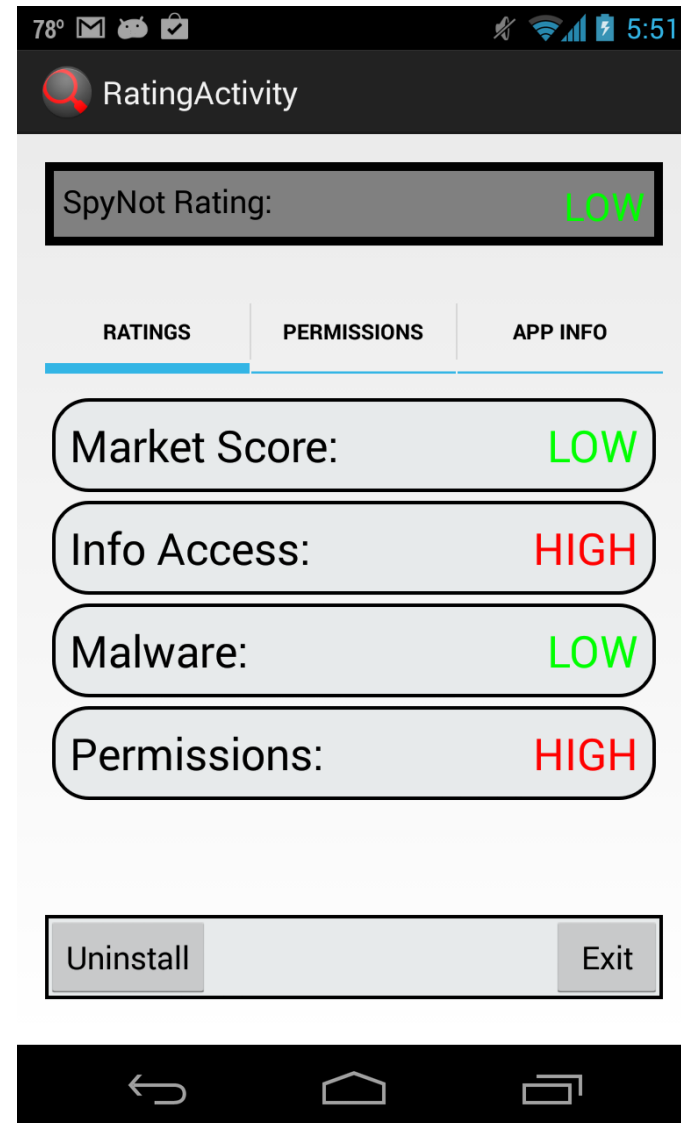 78° 5:51
RatingActivity
SpyNot Rating: LOW
RATINGS PERMISSIONS APP INFO
Market Score: LOW
Info Access: HIGH
Malware: LOW
Permissions: HIGH
Uninstall Exit